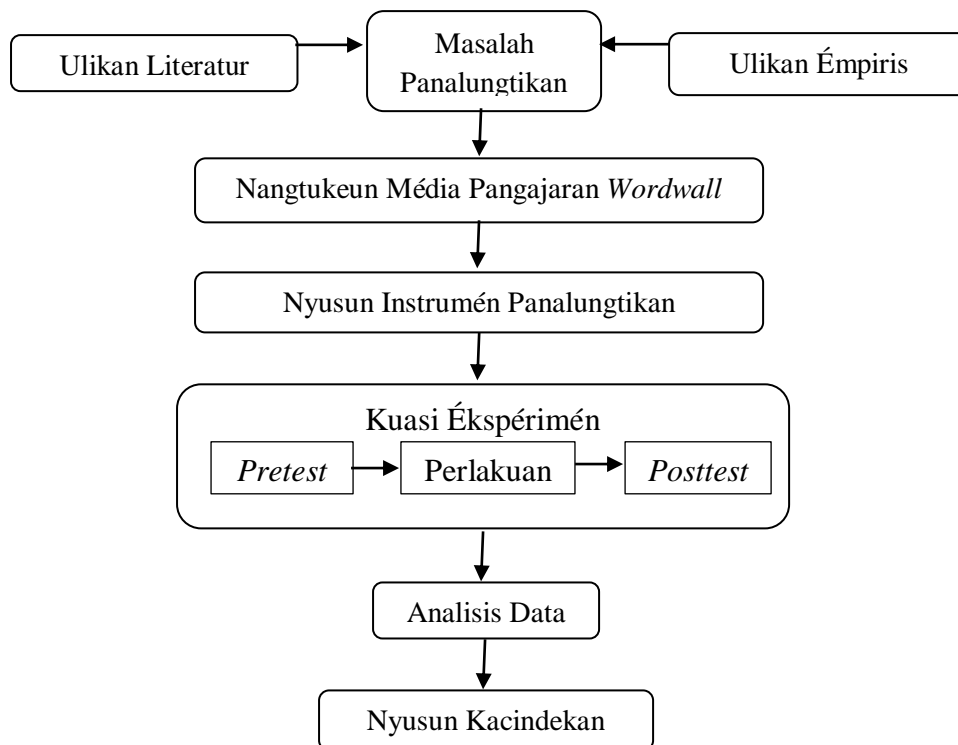 Ulikan Literatur
Masalah
Panalungtikan
Ulikan Émpiris
Nangtukeun Média Pangajaran Wordwall
Nyusun Instrumén Panalungtikan
Kuasi Ékspérimén
Pretest
Perlakuan
Posttest
Analisis Data
Nyusun Kacindekan